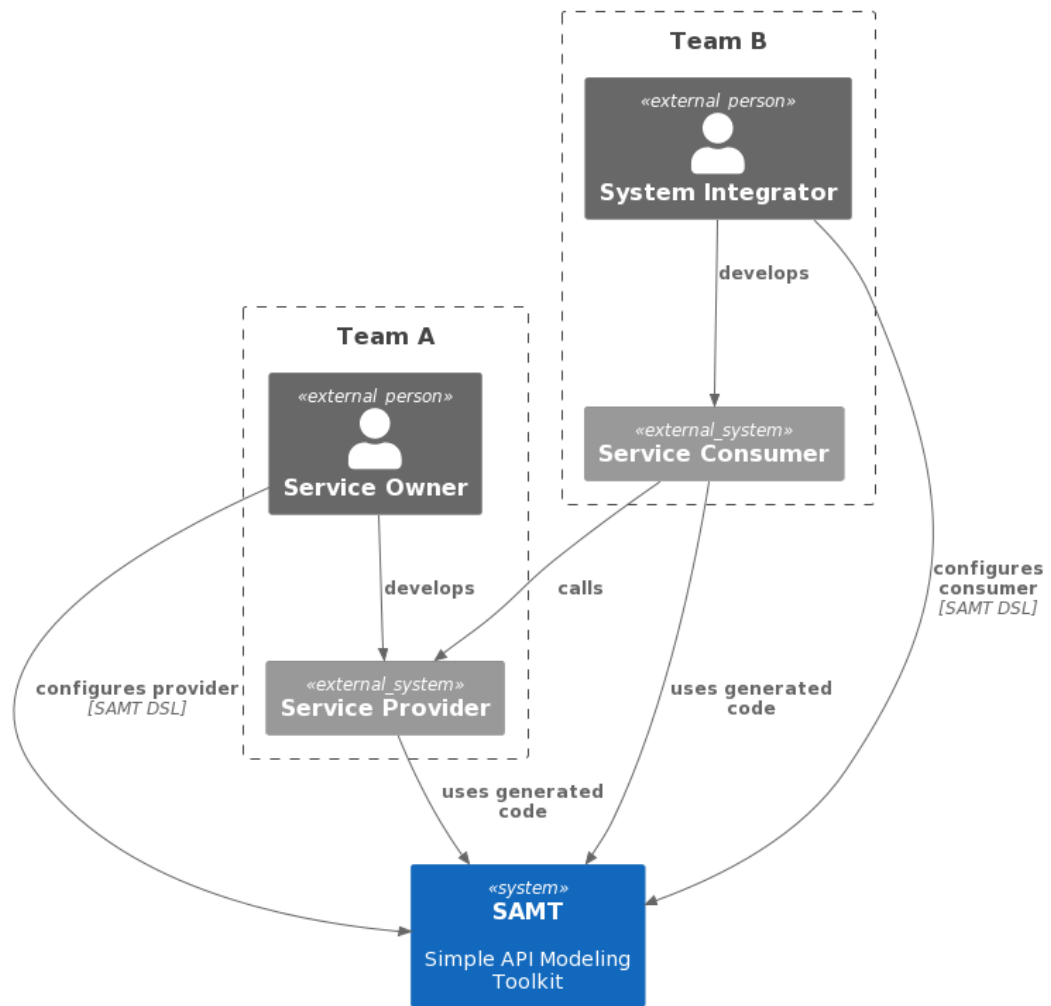 Team B
«external_person»
System Integrator
develops
Team A
«external_person»
Service Owner
«external_system»
Service Consumer
configures
consumer
[SAMT DSL]
develops
calls
configures provider
[SAMT DSL]
«external_system»
Service Provider
uses generated
code
uses generated
code
«system»
SAMT
Simple API Modeling
Toolkit